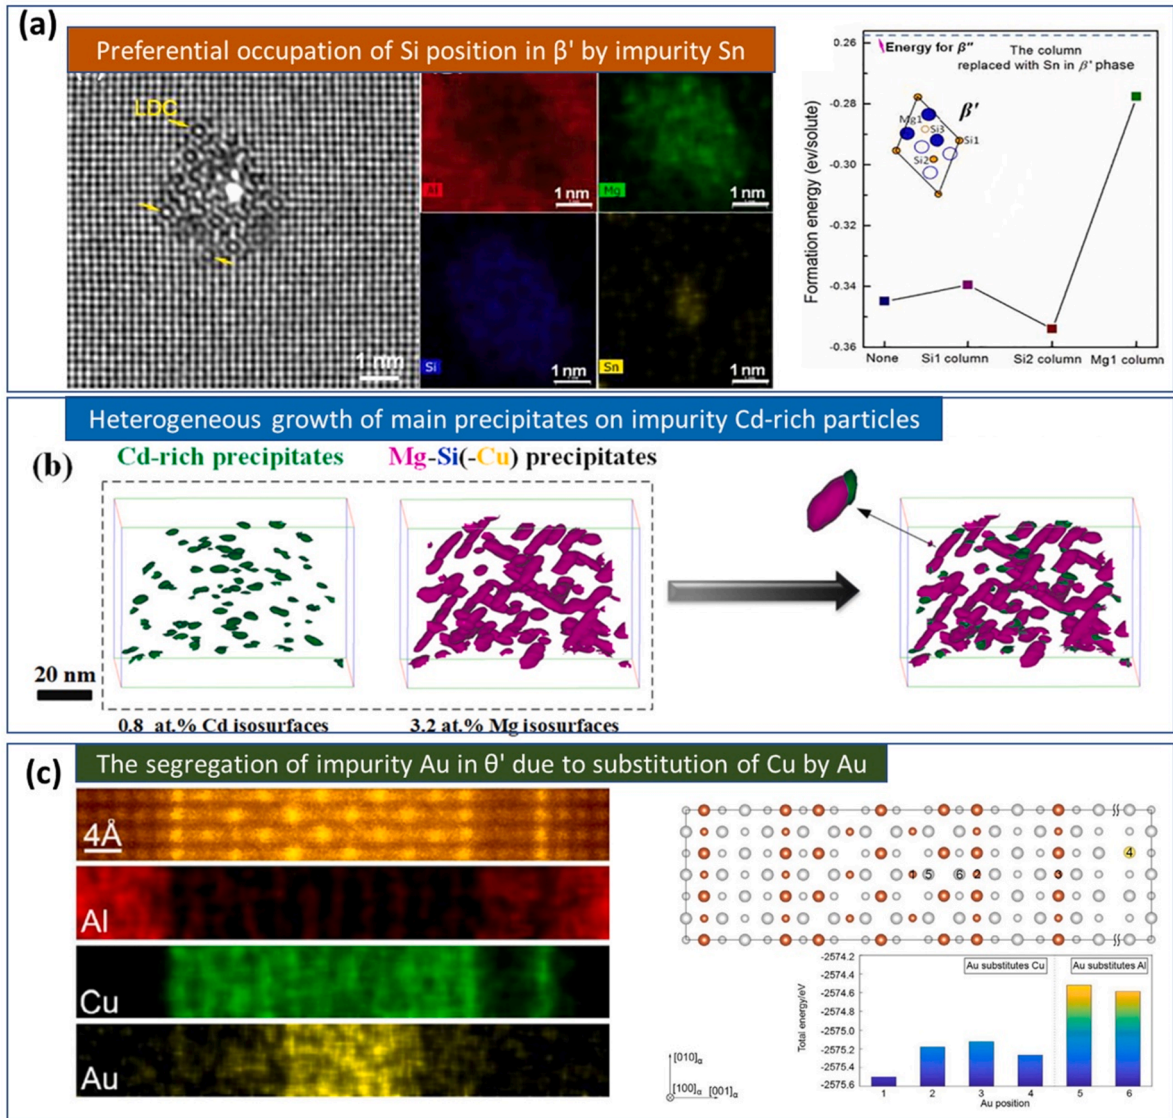 (a)
Preferential occupation of Si position in β' by impurity Sn
LDC
1 nm
Al
1 nm
Mg
1 nm
Si
1 nm
Sn
1 nm
Formation energy (ev/solute)
-0.26
-0.28
-0.30
-0.32
-0.34
-0.36
Energy for β"
The column
replaced with Sn in β' phase
β'
Mg1
Si3
Si1
Si2
None
Si1 column
Si2 column
Mg1 column
Heterogeneous growth of main precipitates on impurity Cd-rich particles
(b)
Cd-rich precipitates
Mg-Si(-Cu) precipitates
20 nm
0.8 at.% Cd isosurfaces
3.2 at.% Mg isosurfaces
(c)
The segregation of impurity Au in θ' due to substitution of Cu by Au
4Å
Al
Cu
Au
4
1
5
6
2
3
[010]α
[100]α
[001]α
Total energy/eV
-2574.2
-2574.4
-2574.6
-2574.8
-2575.0
-2575.2
-2575.4
-2575.6
Au substitutes Cu
Au substitutes Al
1 2 3 4 5 6
Au position